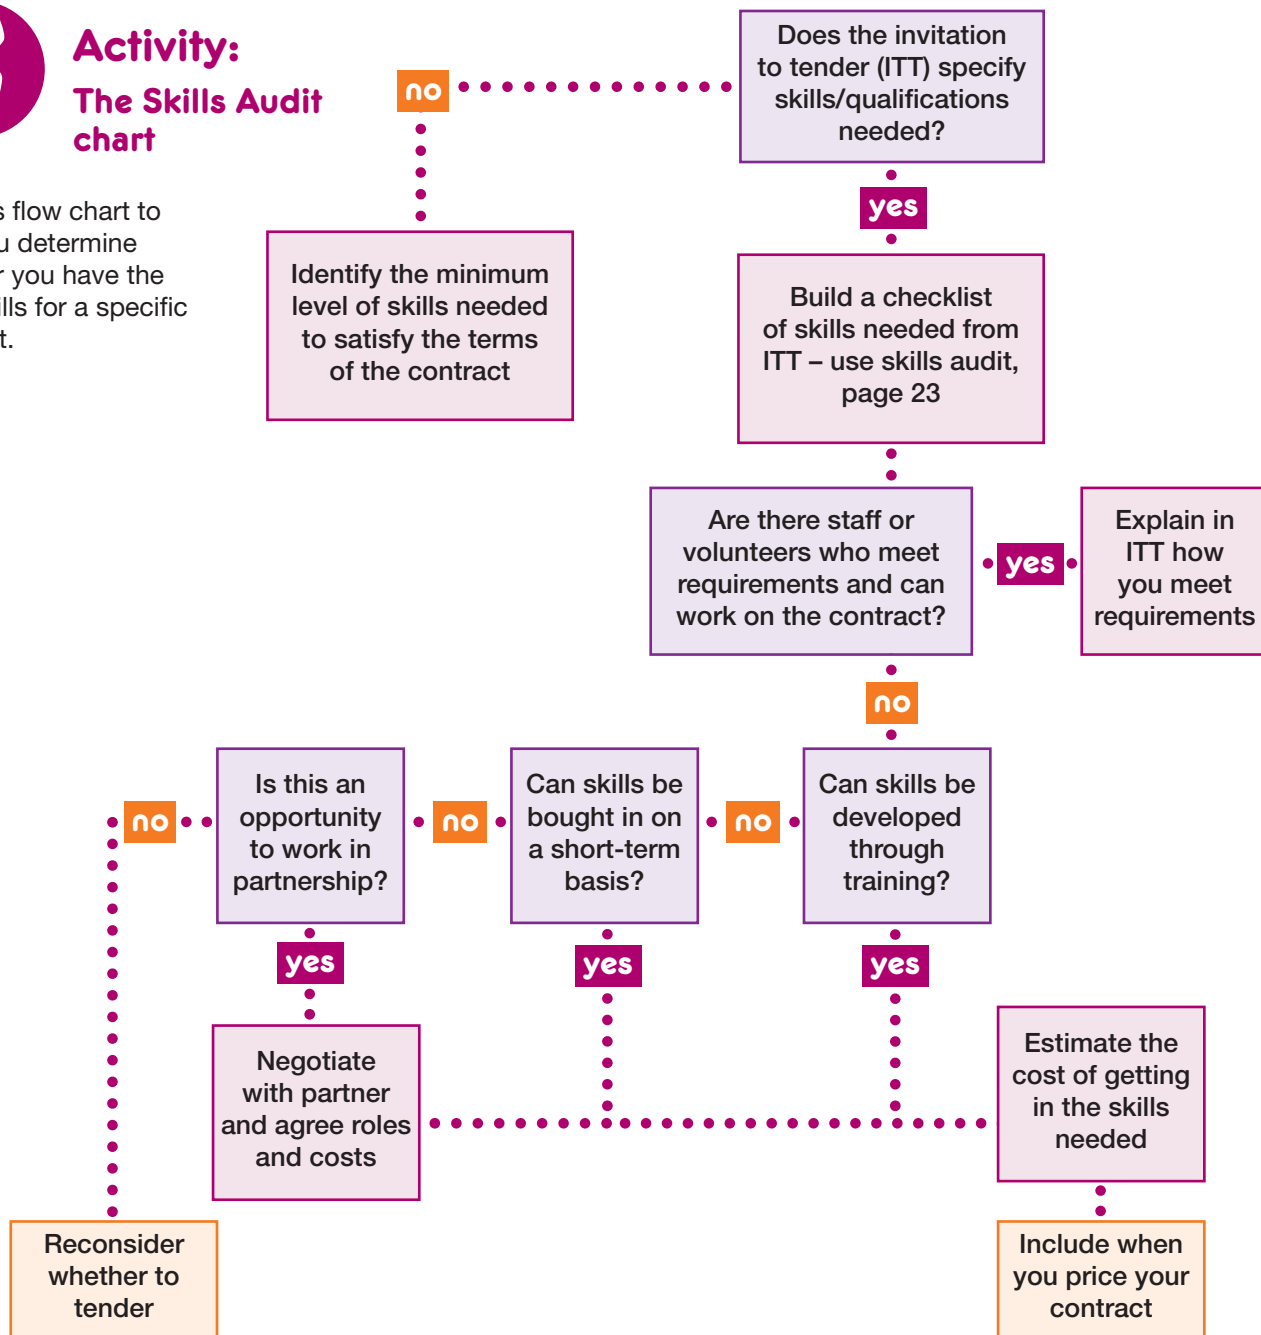 Activity:
The Skills Audit
chart
flow chart to
determine
you have the
for a specific
Does the invitation
to tender (ITT) specify
skills/qualifications
needed?
no
yes
Identify the minimum
level of skills needed
to satisfy the terms
of the contract
Build a checklist
of skills needed from
ITT – use skills audit,
page 23
Are there staff or
volunteers who meet
requirements and can
work on the contract?
yes
Explain in
ITT how
you meet
requirements
no
Can skills be
developed
through
training?
no
Can skills be
bought in on
a short-term
basis?
no
Is this an
opportunity
to work in
partnership?
no
yes
yes
yes
Negotiate
with partner
and agree roles
and costs
Estimate the
cost of getting
in the skills
needed
Reconsider
whether to
tender
Include when
you price your
contract